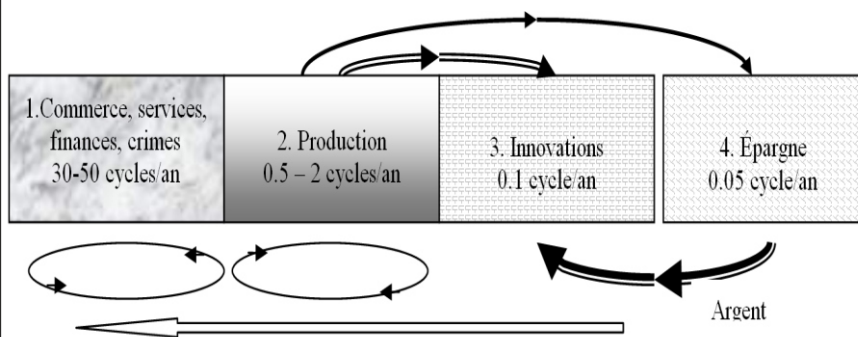 1.Commerce, services,
finances, crimes
30-50 cycles/an
2. Production
0.5 – 2 cycles/an
3. Innovations
0.1 cycle/an
4. Épargne
0.05 cycle/an
Argent